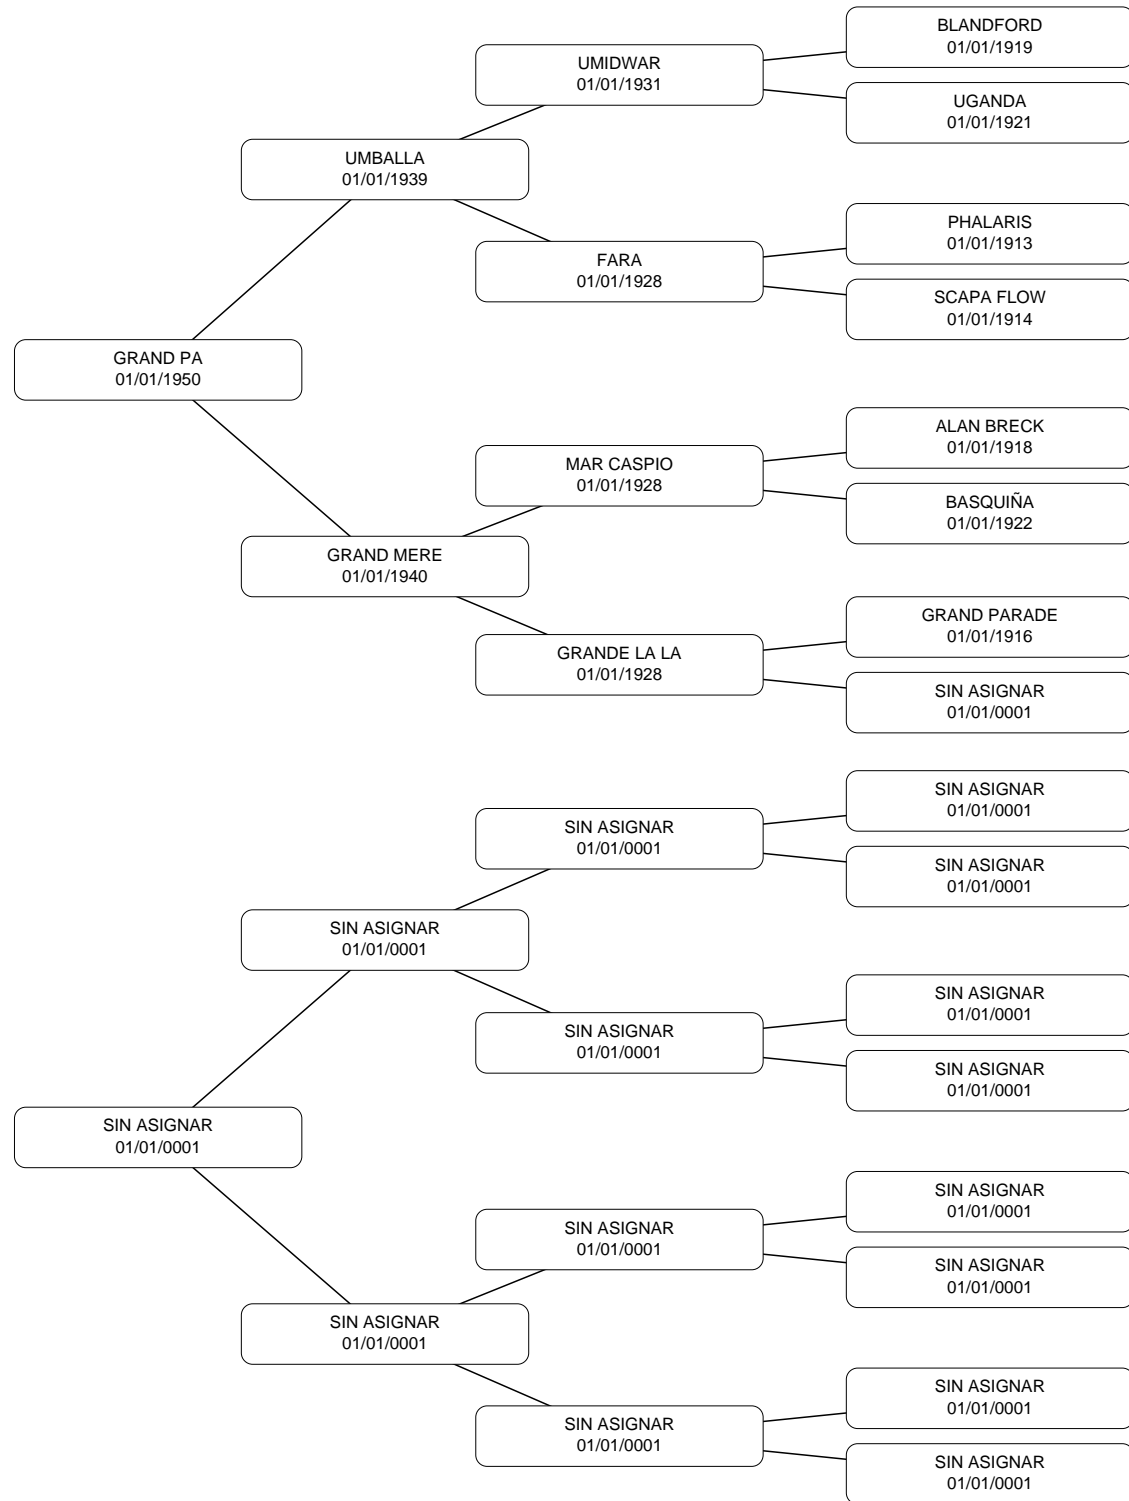 BLANDFORD
01/01/1919
UMIDWAR
01/01/1931
UGANDA
01/01/1921
UMBALLA
01/01/1939
PHALARIS
01/01/1913
FARA
01/01/1928
SCAPA FLOW
01/01/1914
GRAND PA
01/01/1950
ALAN BRECK
01/01/1918
MAR CASPIO
01/01/1928
BASQUIÑA
01/01/1922
GRAND MERE
01/01/1940
GRAND PARADE
01/01/1916
GRANDE LA LA
01/01/1928
SIN ASIGNAR
01/01/0001
SIN ASIGNAR
01/01/0001
SIN ASIGNAR
01/01/0001
SIN ASIGNAR
01/01/0001
SIN ASIGNAR
01/01/0001
SIN ASIGNAR
01/01/0001
SIN ASIGNAR
01/01/0001
SIN ASIGNAR
01/01/0001
SIN ASIGNAR
01/01/0001
SIN ASIGNAR
01/01/0001
SIN ASIGNAR
01/01/0001
SIN ASIGNAR
01/01/0001
SIN ASIGNAR
01/01/0001
SIN ASIGNAR
01/01/0001
SIN ASIGNAR
01/01/0001
SIN ASIGNAR
01/01/0001